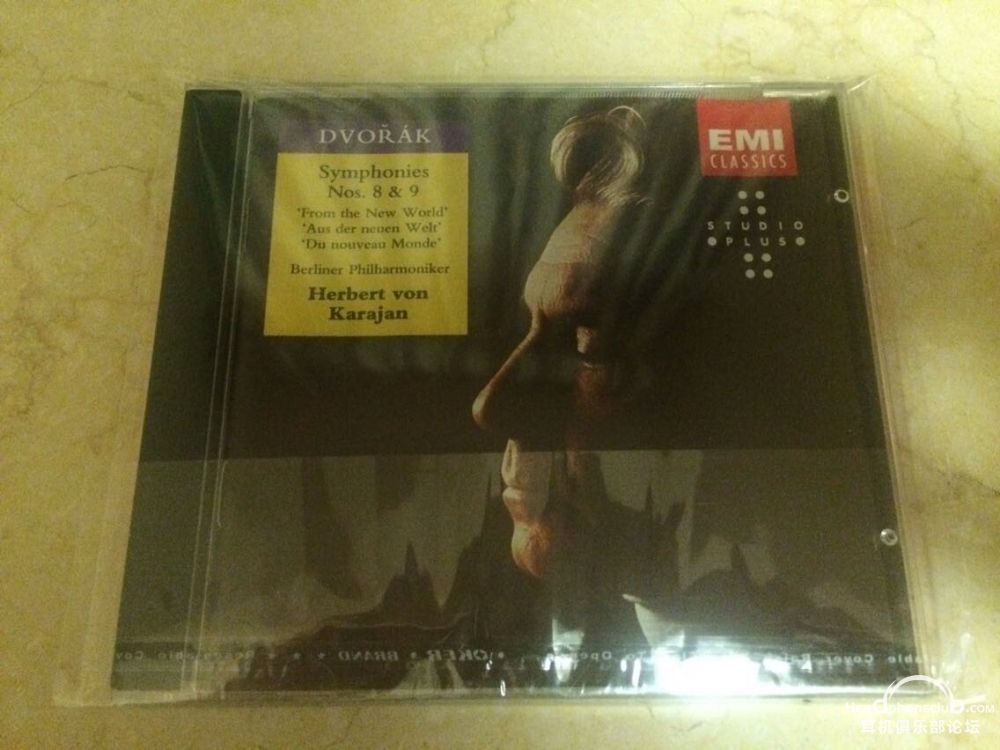 DVOŘÁK
Symphonies
Nos. 8 & 9
'From the New World'
'Aus der neuen Welt'
'Du nouveau Monde'
Berliner Philharmoniker
Herbert von
Karajan
EMI
CLASSICS
STUDIO
PLUS
BRAND
耳机俱乐部论坛